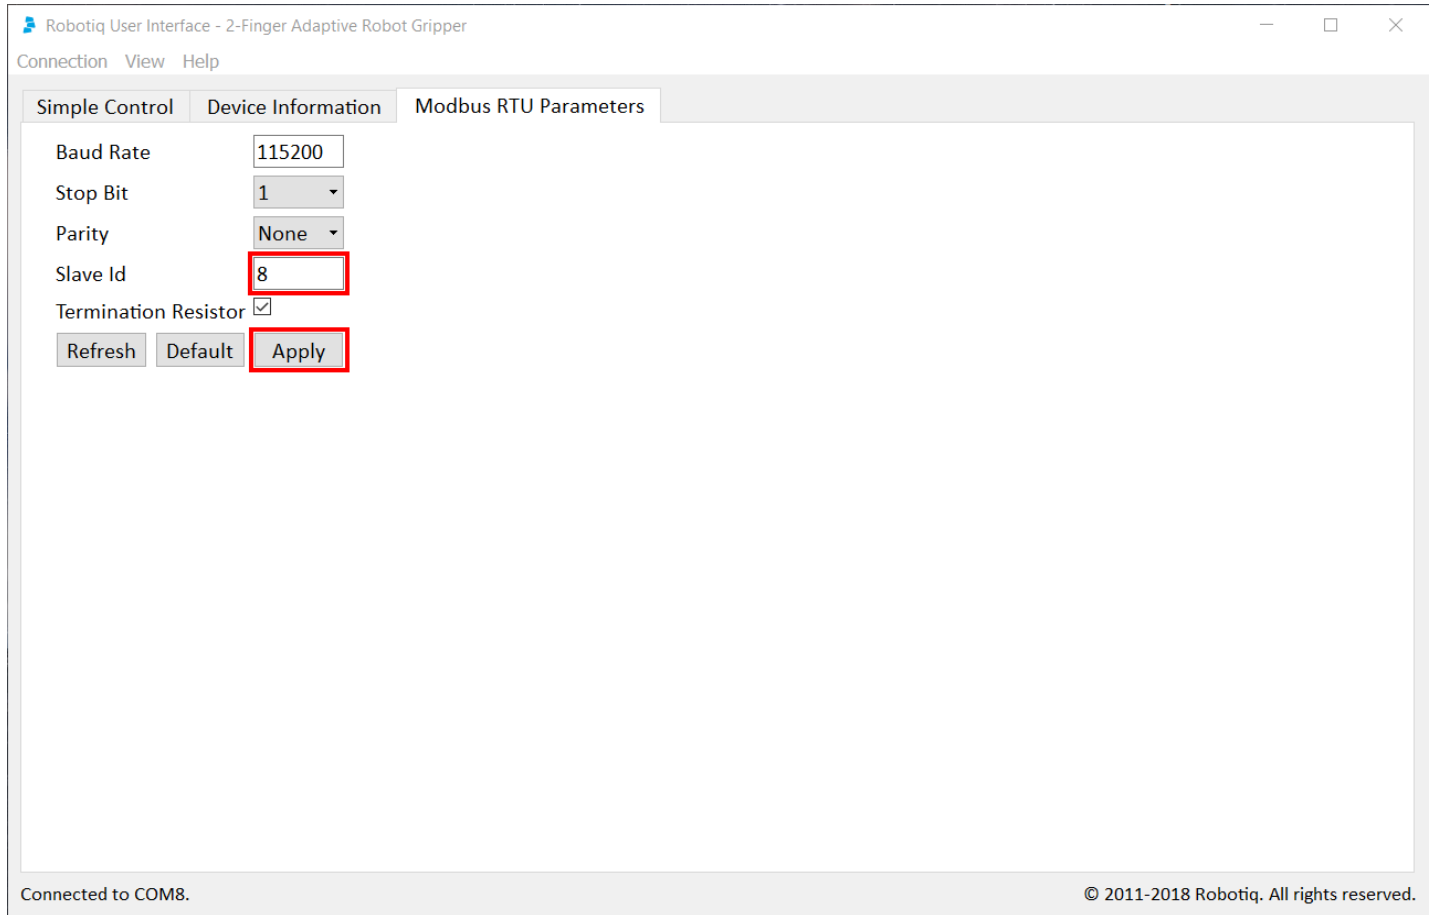 Robotiq User Interface - 2-Finger Adaptive Robot Gripper
Connection View Help
Simple Control Device Information Modbus RTU Parameters
Baud Rate 115200
Stop Bit 1
Parity None
Slave Id 8
Termination Resistor
Refresh Default Apply
Connected to COM8. © 2011-2018 Robotiq. All rights reserved.